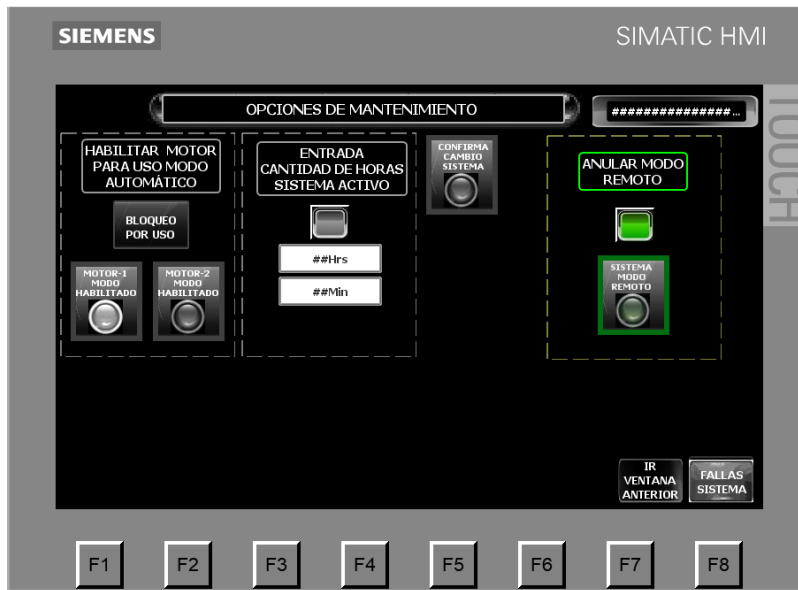 SIEMENS
SIMATIC HMI
TOUCH
OPCIONES DE MANTENIMIENTO
###############...
HABILITAR MOTOR
PARA USO MODO
AUTOMÁTICO
BLOQUEO
POR USO
MOTOR-1
MODO
HABILITADO
MOTOR-2
MODO
HABILITADO
ENTRADA
CANTIDAD DE HORAS
SISTEMA ACTIVO
##Hrs
##Min
CONFIRMA
CAMBIO
SISTEMA
ANULAR MODO
REMOTO
SISTEMA
MODO
REMOTO
IR
VENTANA
ANTERIOR
FALLAS
SISTEMA
F1
F2
F3
F4
F5
F6
F7
F8